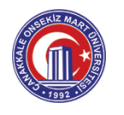 ÇANAKKALE ONSEKİZ MART ÜNİVERSİTESİ
• 1992 •